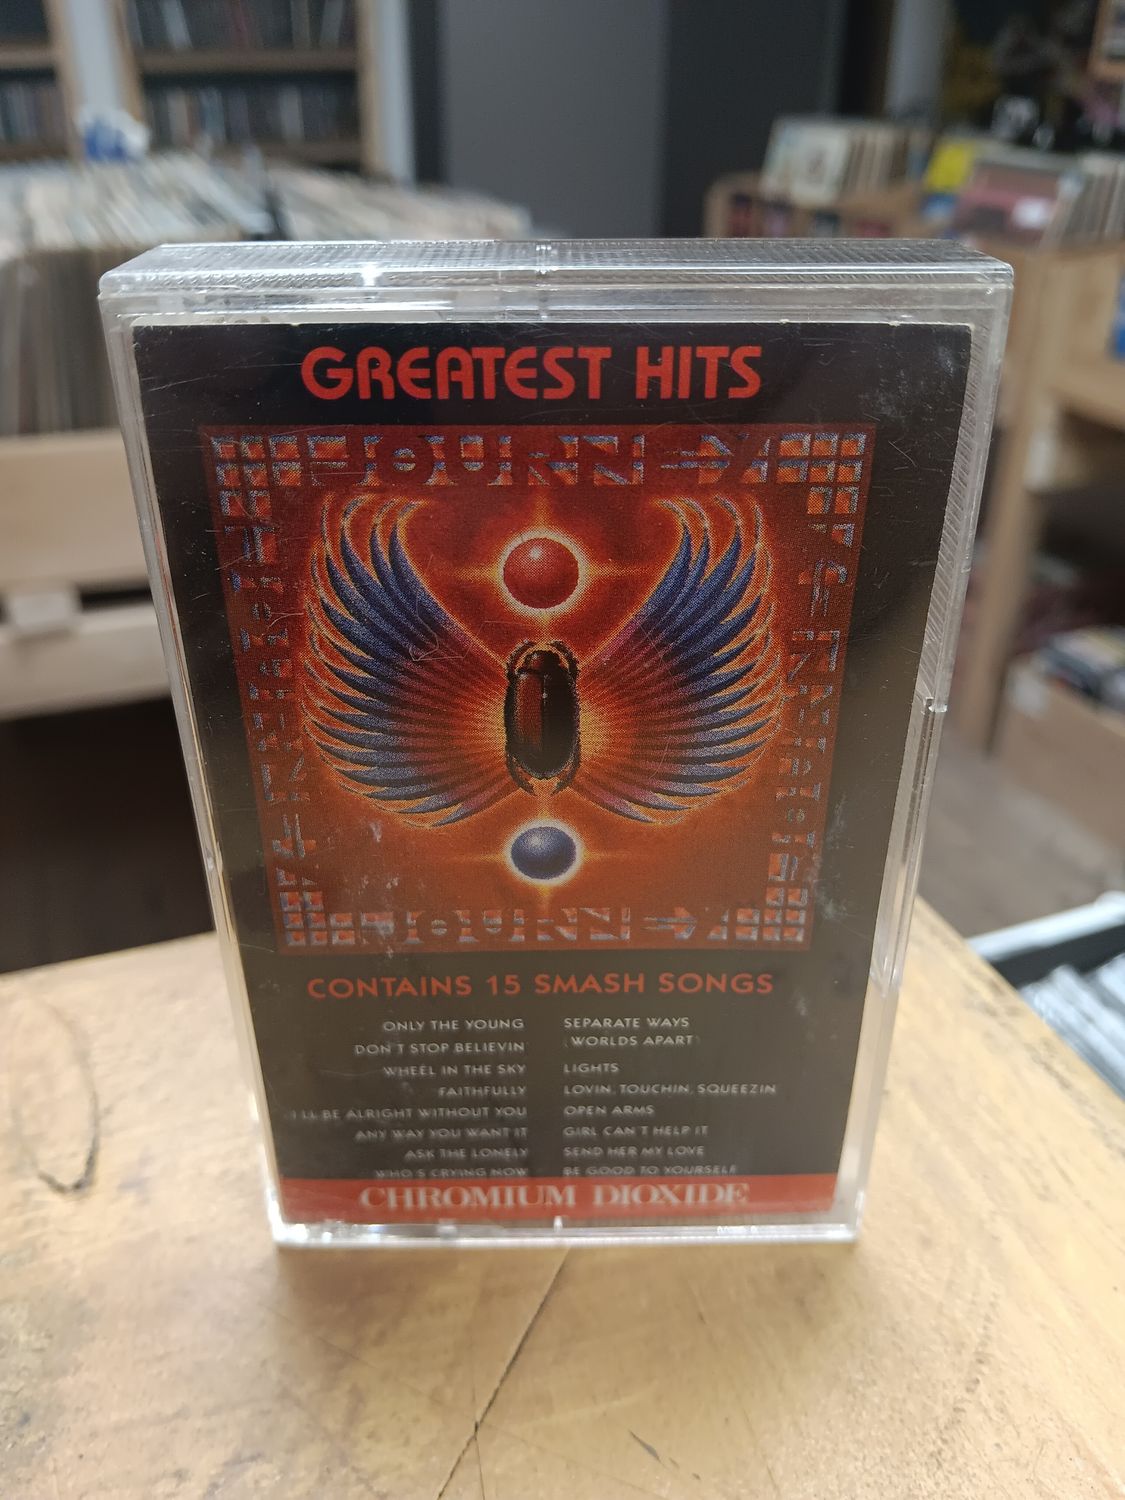 GREATEST HITS
JOURNEY
JOURNEY
CONTAINS 15 SMASH SONGS
ONLY THE YOUNG
DON'T STOP BELIEVIN'
WHEEL IN THE SKY
FAITHFULLY
I'LL BE ALRIGHT WITHOUT YOU
ANY WAY YOU WANT IT
ASK THE LONELY
WHO'S CRYING NOW
SEPARATE WAYS
(WORLDS APART)
LIGHTS
LOVIN, TOUCHIN, SQUEEZIN
OPEN ARMS
GIRL CAN'T HELP IT
SEND HER MY LOVE
BE GOOD TO YOURSELF
CHROMIUM DIOXIDE